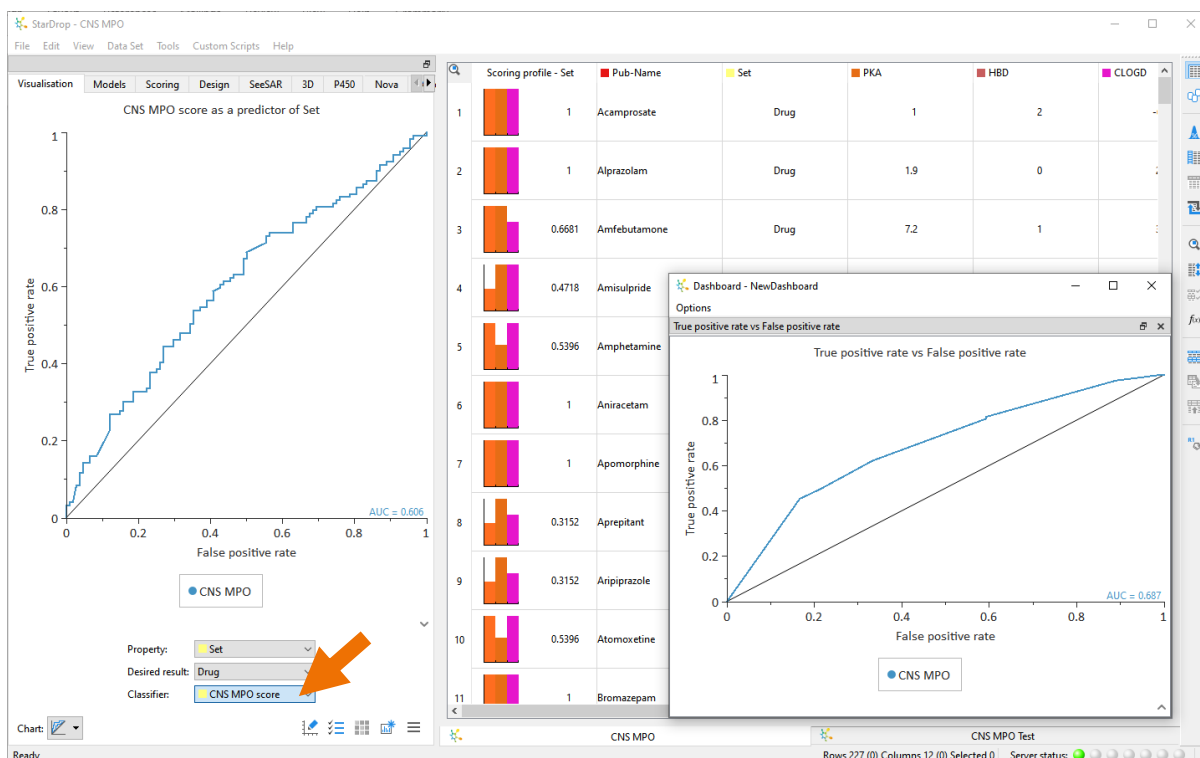 StarDrop - CNS MPO
File Edit View Data Set Tools Custom Scripts Help
Visualisation Models Scoring Design SeeSAR 3D P450 Nova
CNS MPO score as a predictor of Set
1
0.8
0.6
0.4
0.2
0
True positive rate
AUC = 0.606
0 0.2 0.4 0.6 0.8 1
False positive rate
CNS MPO
Property: Set
Desired result: Drug
Classifier: CNS MPO score
Chart:
Scoring profile - Set Pub-Name Set PKA HBD CLOGD
1 1 Acamprosate Drug 1 2
2 1 Alprazolam Drug 1.9 0
3 0.6681 Amfebutamone Drug 7.2 1
4 0.4718 Amisulpride
5 0.5396 Amphetamine
6 1 Aniracetam
7 1 Apomorphine
8 0.3152 Aprepitant
9 0.3152 Aripiprazole
10 0.5396 Atomoxetine
11 1 Bromazepam
Dashboard - NewDashboard
Options
True positive rate vs False positive rate
True positive rate vs False positive rate
1
0.8
0.6
0.4
0.2
0
True positive rate
AUC = 0.687
0 0.2 0.4 0.6 0.8 1
False positive rate
CNS MPO
CNS MPO CNS MPO Test
Ready Rows 227 (0) Columns 12 (0) Selected 0 Server status: